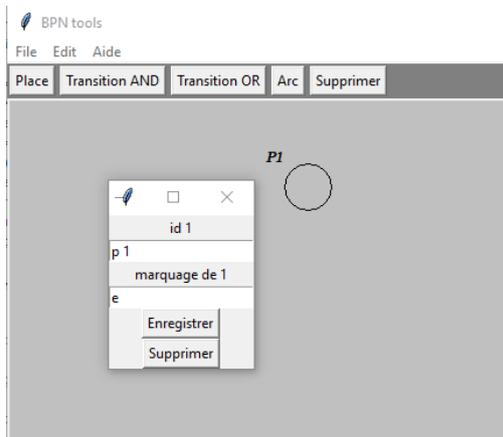 BPN tools
File Edit Aide
Place Transition AND Transition OR Arc Supprimer
P1
id 1
p 1
marquage de 1
e
Enregistrer
Supprimer